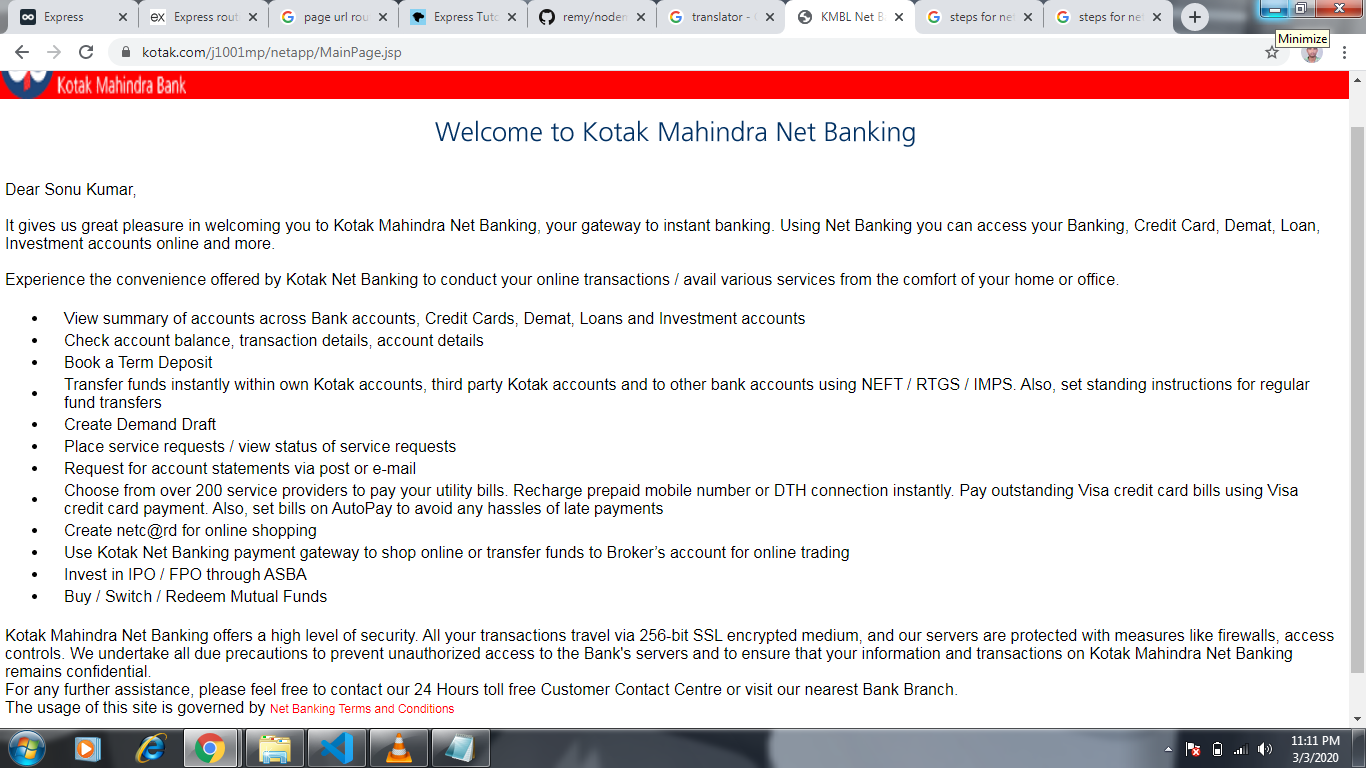 Express
Express rout
page url rou
Express Tuto
remy/nodem
translator - G
KMBL Net B
steps for net
steps for net
Minimize
kotak.com/j1001mp/netapp/MainPage.jsp
Kotak Mahindra Bank
Welcome to Kotak Mahindra Net Banking
Dear Sonu Kumar,
It gives us great pleasure in welcoming you to Kotak Mahindra Net Banking, your gateway to instant banking. Using Net Banking you can access your Banking, Credit Card, Demat, Loan,
Investment accounts online and more.
Experience the convenience offered by Kotak Net Banking to conduct your online transactions / avail various services from the comfort of your home or office.
• View summary of accounts across Bank accounts, Credit Cards, Demat, Loans and Investment accounts
• Check account balance, transaction details, account details
• Book a Term Deposit
• Transfer funds instantly within own Kotak accounts, third party Kotak accounts and to other bank accounts using NEFT / RTGS / IMPS. Also, set standing instructions for regular
fund transfers
• Create Demand Draft
• Place service requests / view status of service requests
• Request for account statements via post or e-mail
• Choose from over 200 service providers to pay your utility bills. Recharge prepaid mobile number or DTH connection instantly. Pay outstanding Visa credit card bills using Visa
credit card payment. Also, set bills on AutoPay to avoid any hassles of late payments
• Create netc@rd for online shopping
• Use Kotak Net Banking payment gateway to shop online or transfer funds to Broker’s account for online trading
• Invest in IPO / FPO through ASBA
• Buy / Switch / Redeem Mutual Funds
Kotak Mahindra Net Banking offers a high level of security. All your transactions travel via 256-bit SSL encrypted medium, and our servers are protected with measures like firewalls, access
controls. We undertake all due precautions to prevent unauthorized access to the Bank's servers and to ensure that your information and transactions on Kotak Mahindra Net Banking
remains confidential.
For any further assistance, please feel free to contact our 24 Hours toll free Customer Contact Centre or visit our nearest Bank Branch.
The usage of this site is governed by Net Banking Terms and Conditions
11:11 PM
3/3/2020